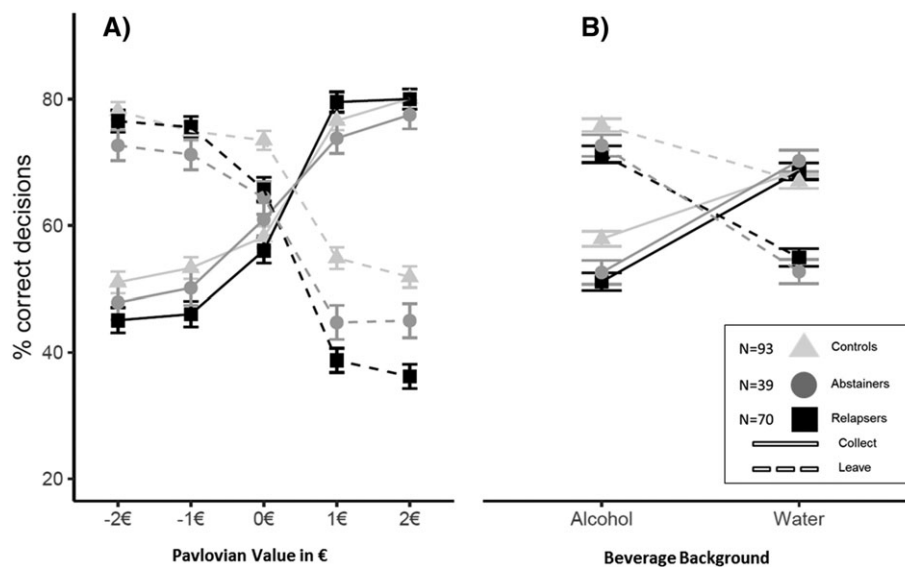 A)
B)
% correct decisions
80
60
40
20
-2€ -1€ 0€ 1€ 2€
Pavlovian Value in €
Alcohol Water
Beverage Background
N=93 Controls
N=39 Abstainers
N=70 Relapsers
Collect
Leave